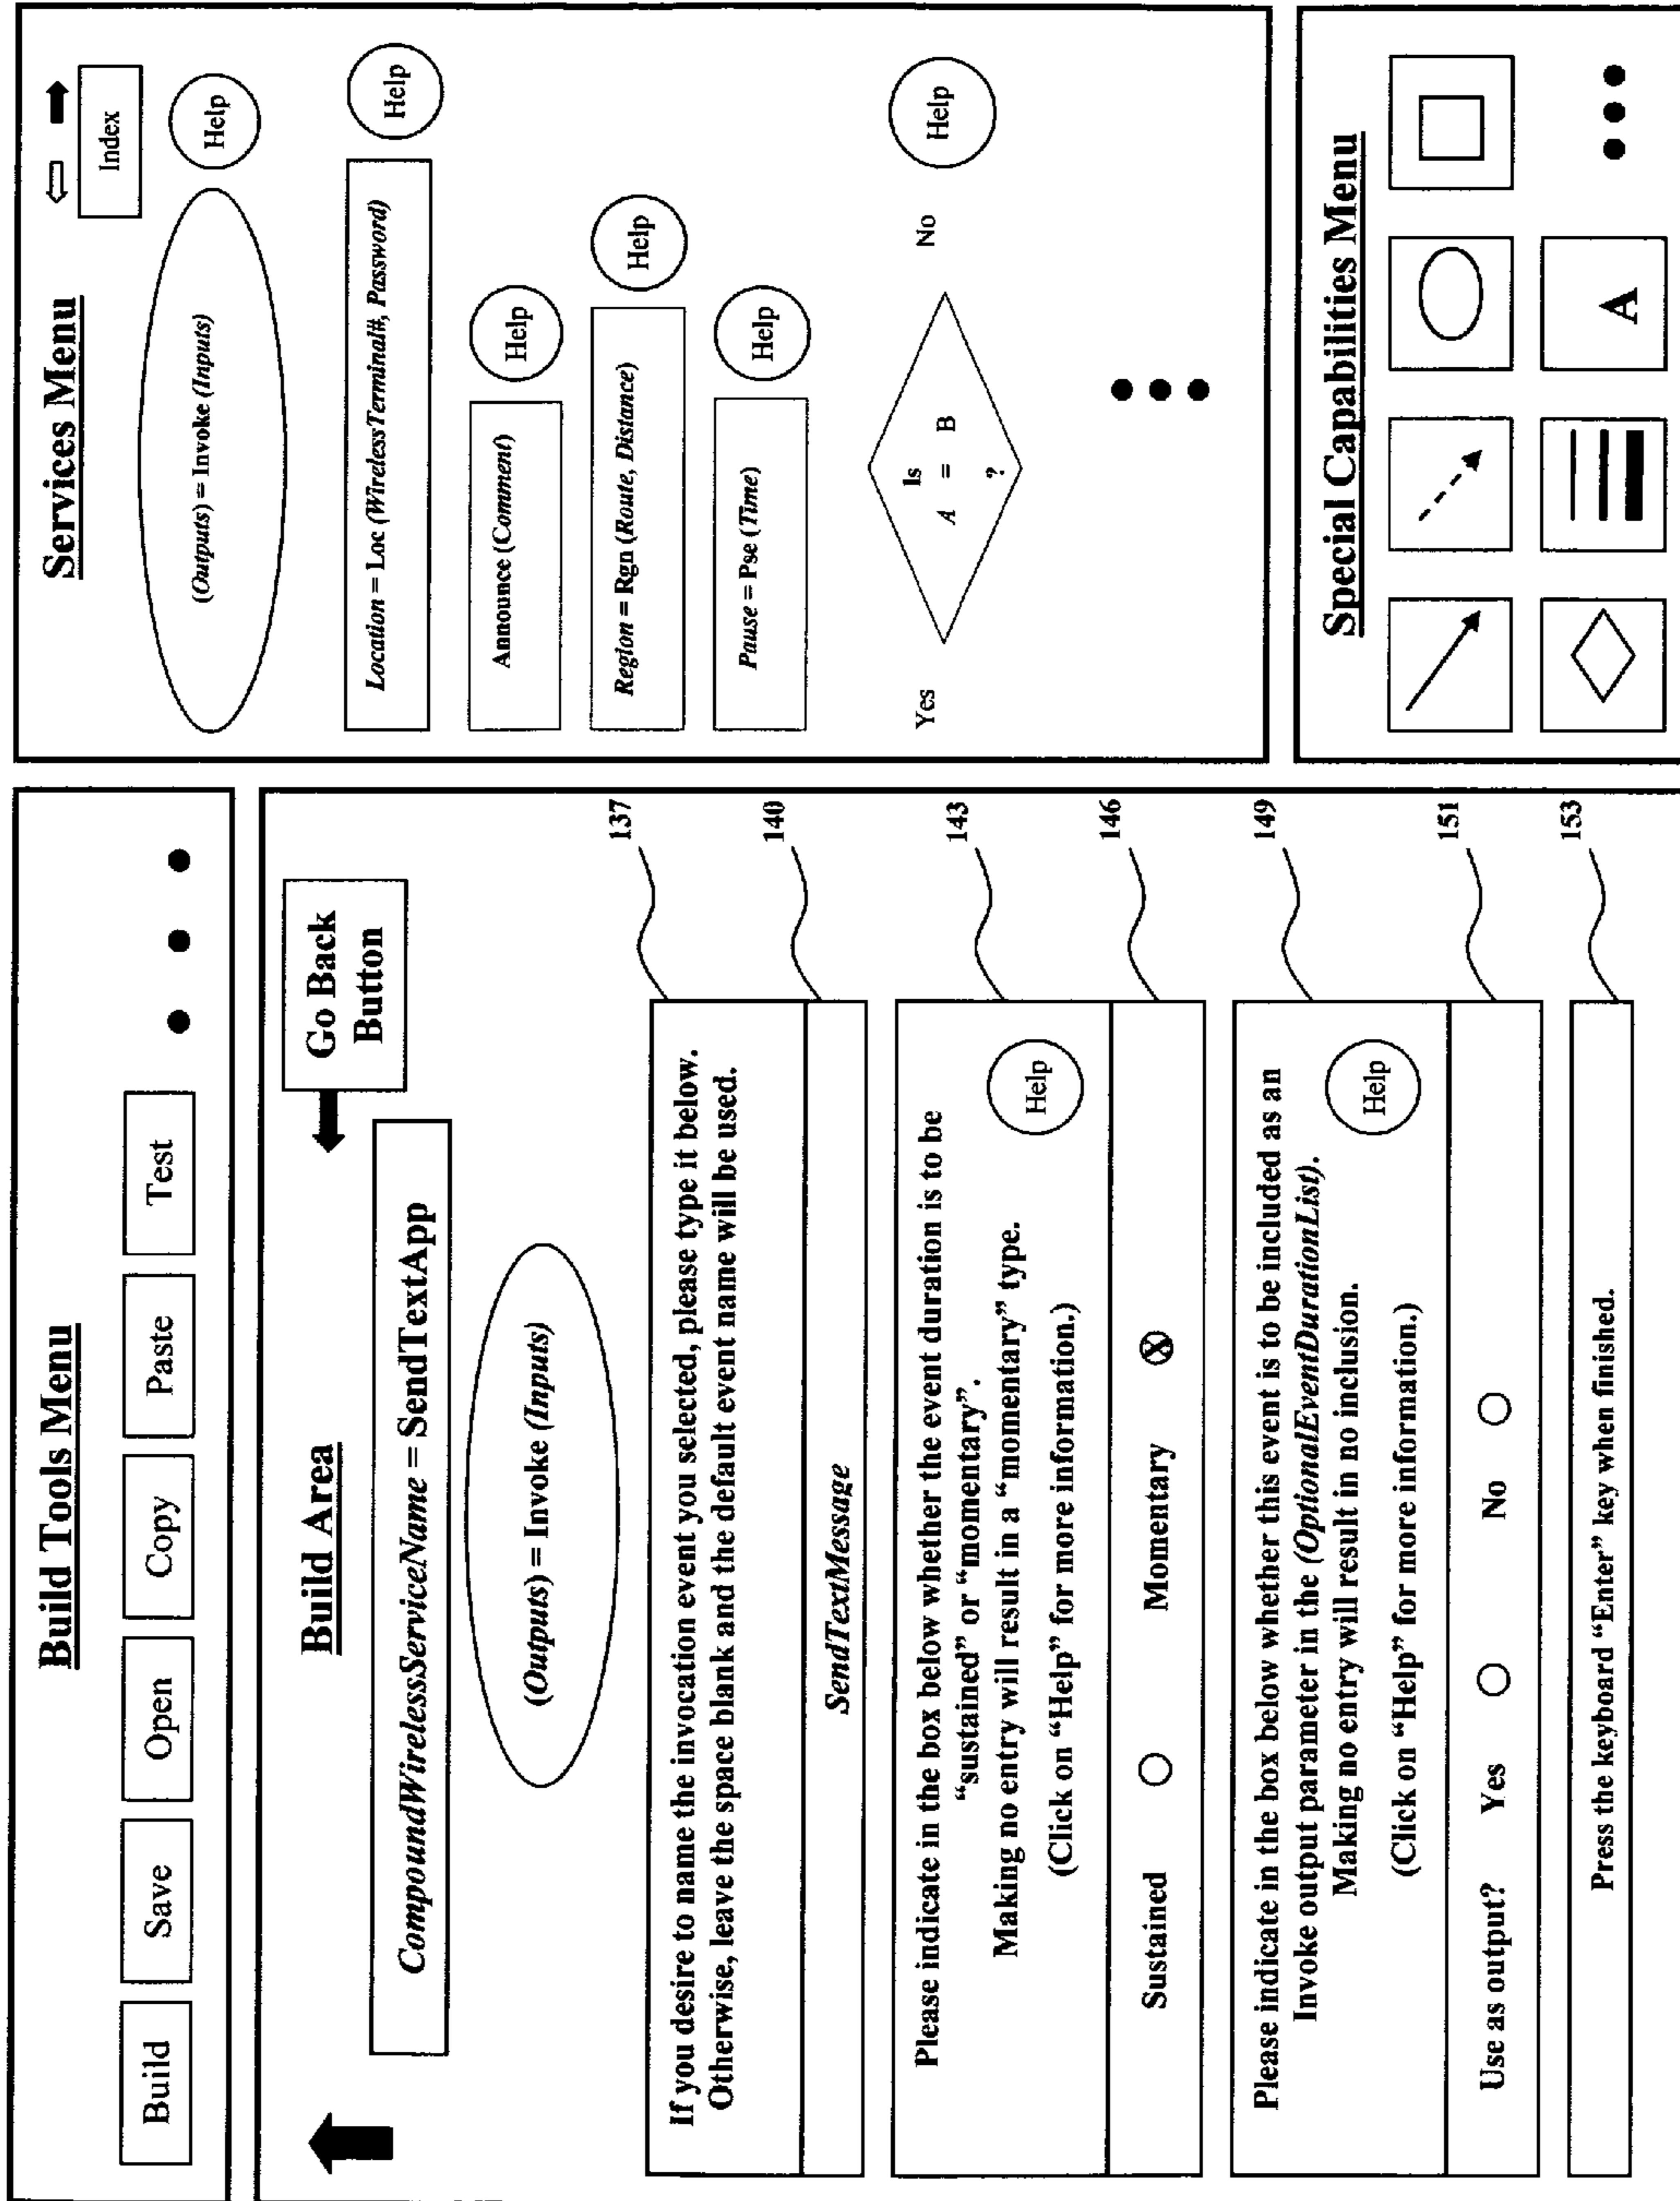 Build Tools Menu
Build
Save
Open
Copy
Paste
Test
Build Area
Go Back
Button
CompoundWirelessServiceName = SendTextApp
(Outputs) = Invoke (Inputs)
137
If you desire to name the invocation event you selected, please type it below.
Otherwise, leave the space blank and the default event name will be used.
140
SendTextMessage
143
Please indicate in the box below whether the event duration is to be
“sustained” or “momentary”.
Making no entry will result in a “momentary” type.
(Click on “Help” for more information.)
Help
146
Sustained
Momentary
X
149
Please indicate in the box below whether this event is to be included as an
Invoke output parameter in the (OptionalEventDurationList).
Making no entry will result in no inclusion.
(Click on “Help” for more information.)
Help
151
Use as output?
Yes
No
153
Press the keyboard “Enter” key when finished.
Services Menu
Index
(Outputs) = Invoke (Inputs)
Help
Location = Loc (WirelessTerminal#, Password)
Help
Announce (Comment)
Help
Region = Rgn (Route, Distance)
Help
Pause = Pse (Time)
Help
Yes
Is
A = B
?
No
Help
Special Capabilities Menu
A